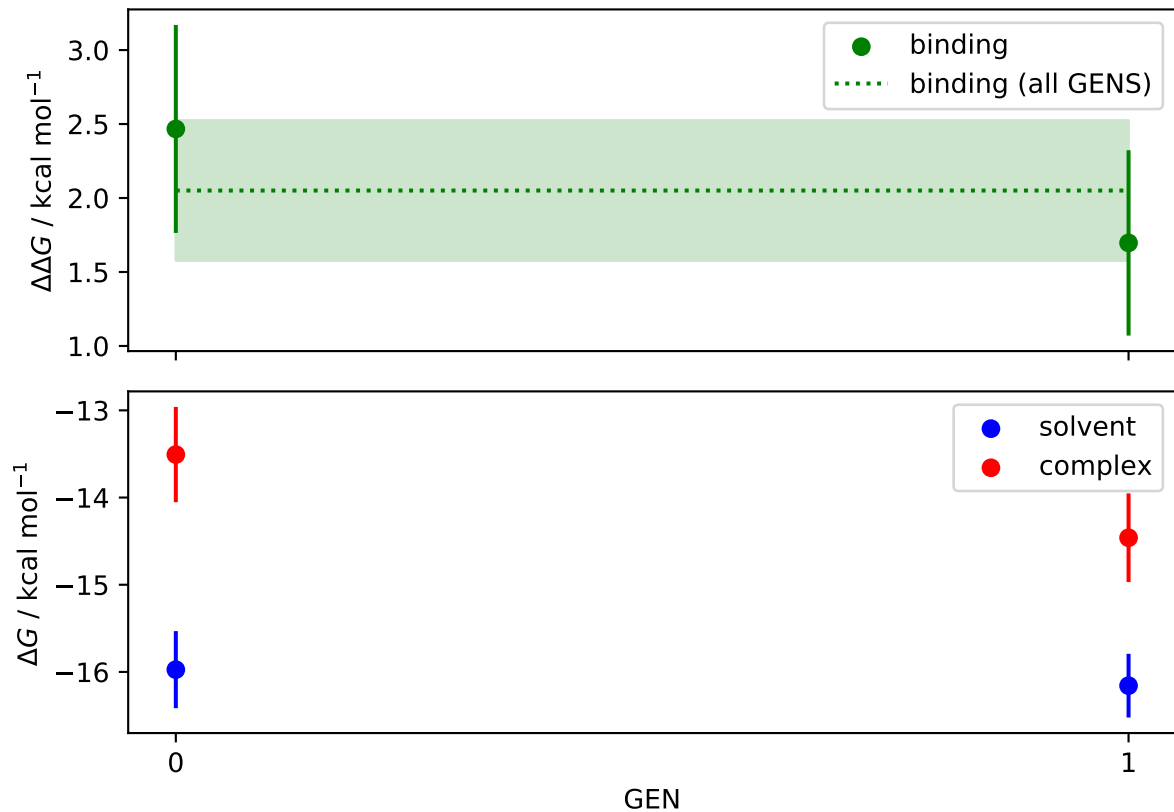 3.0
2.5
2.0
1.5
1.0
ΔΔG / kcal mol⁻¹
binding
binding (all GENS)
−13
−14
−15
−16
ΔG / kcal mol⁻¹
solvent
complex
0
1
GEN